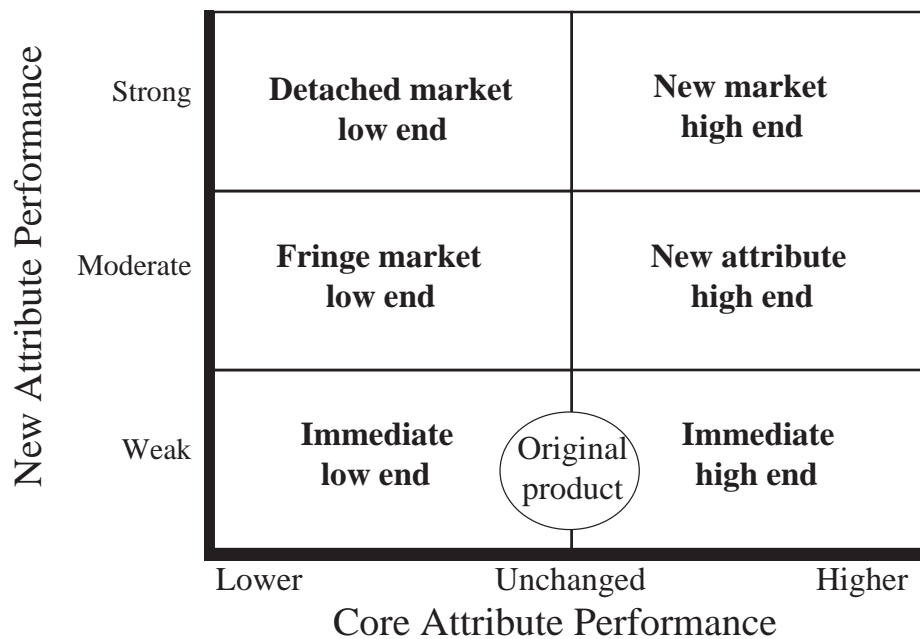 New Attribute Performance
Strong
Detached market
low end
New market
high end
Moderate
Fringe market
low end
New attribute
high end
Weak
Immediate
low end
Original
product
Immediate
high end
Lower
Unchanged
Higher
Core Attribute Performance